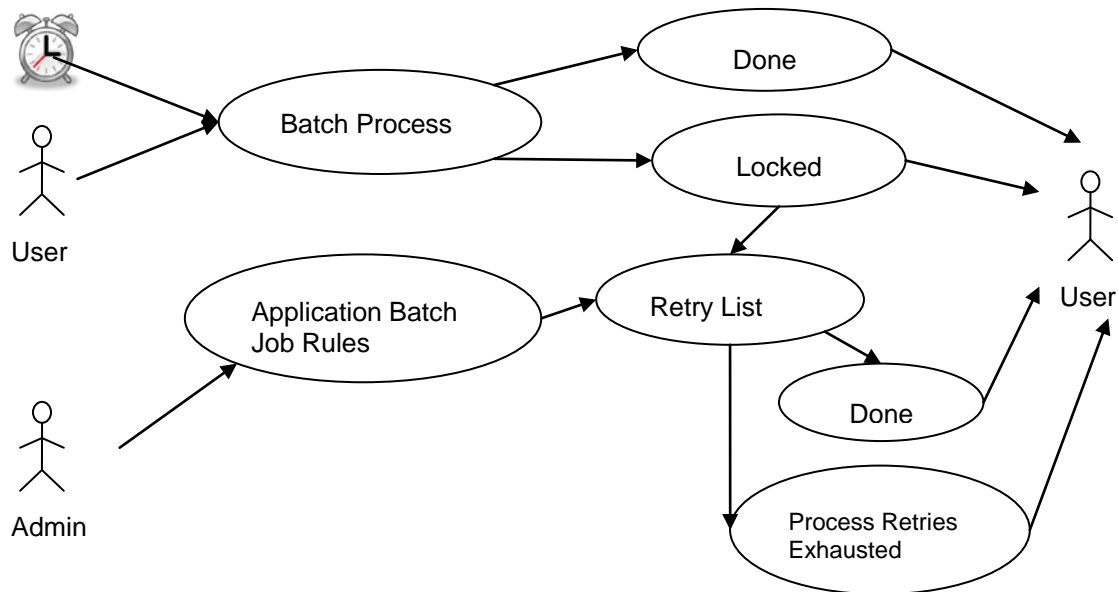 Done
Batch Process
Locked
User
Application Batch
Job Rules
Retry List
User
Done
Admin
Process Retries
Exhausted